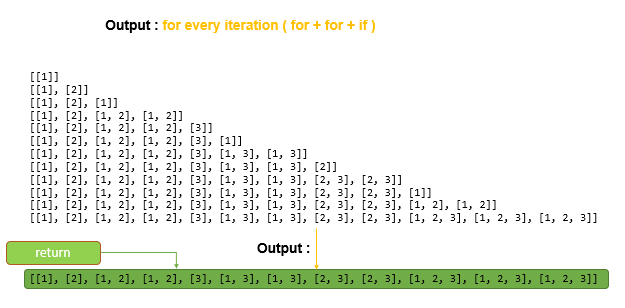 Output : for every iteration ( for + for + if )
[[1]]
[[1], [2]]
[[1], [2], [1]]
[[1], [2], [1, 2], [1, 2]]
[[1], [2], [1, 2], [1, 2], [3]]
[[1], [2], [1, 2], [1, 2], [3], [1]]
[[1], [2], [1, 2], [1, 2], [3], [1, 3], [1, 3]]
[[1], [2], [1, 2], [1, 2], [3], [1, 3], [1, 3], [2]]
[[1], [2], [1, 2], [1, 2], [3], [1, 3], [1, 3], [2, 3], [2, 3]]
[[1], [2], [1, 2], [1, 2], [3], [1, 3], [1, 3], [2, 3], [2, 3], [1]]
[[1], [2], [1, 2], [1, 2], [3], [1, 3], [1, 3], [2, 3], [2, 3], [1, 2], [1, 2]]
[[1], [2], [1, 2], [1, 2], [3], [1, 3], [1, 3], [2, 3], [2, 3], [1, 2, 3], [1, 2, 3], [1, 2, 3]]
Output :
return
[[1], [2], [1, 2], [1, 2], [3], [1, 3], [1, 3], [2, 3], [2, 3], [1, 2, 3], [1, 2, 3], [1, 2, 3]]